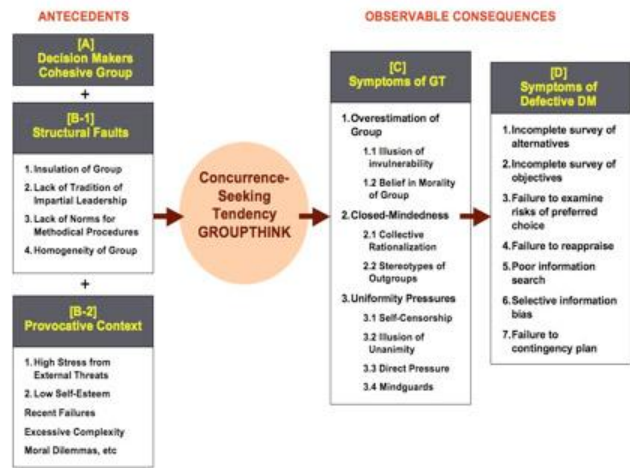 ANTECEDENTS
OBSERVABLE CONSEQUENCES
[A]
Decision Makers
Cohesive Group
+
[B-1]
Structural Faults
1. Insulation of Group
2. Lack of Tradition of
Impartial Leadership
3. Lack of Norms for
Methodical Procedures
4. Homogeneity of Group
+
[B-2]
Provocative Context
1. High Stress from
External Threats
2. Low Self-Esteem
Recent Failures
Excessive Complexity
Moral Dilemmas, etc
Concurrence-
Seeking
Tendency
GROUPTHINK
[C]
Symptoms of GT
1.Overestimation of
Group
1.1 Illusion of
invulnerability
1.2 Belief in Morality
of Group
2.Closed-Mindedness
2.1 Collective
Rationalization
2.2 Stereotypes of
Outgroups
3.Uniformity Pressures
3.1 Self-Censorship
3.2 Illusion of
Unanimity
3.3 Direct Pressure
3.4 Mindguards
[D]
Symptoms of
Defective DM
1.Incomplete survey of
alternatives
2.Incomplete survey of
objectives
3.Failure to examine
risks of preferred
choice
4.Failure to reappraise
5.Poor information
search
6.Selective information
bias
7.Failure to
contingency plan